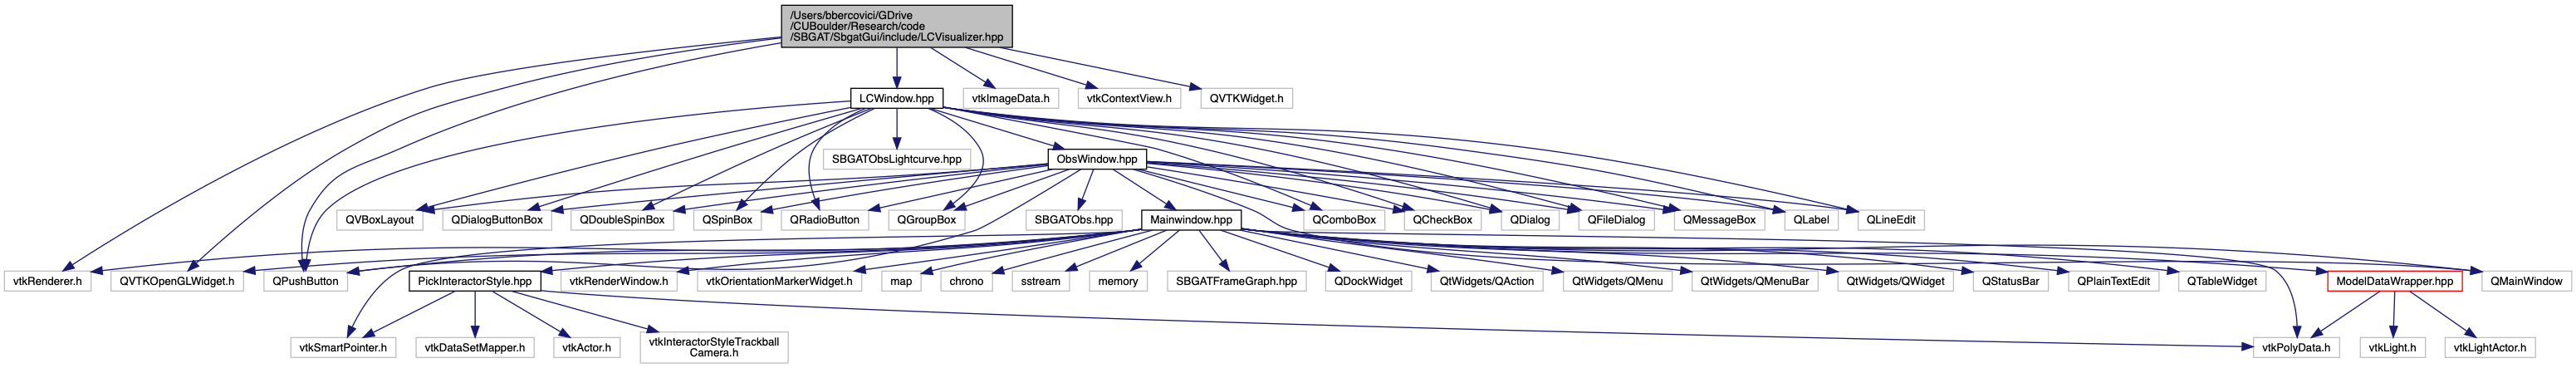 /Users/bbercovici/GDrive
/CUBoulder/Research/code
/SBGAT/SbgatGui/include/LCVisualizer.hpp
LCWindow.hpp
vtkImageData.h
vtkContextView.h
QVTKWidget.h
SBGATObsLightcurve.hpp
ObsWindow.hpp
QVBoxLayout
QDialogButtonBox
QDoubleSpinBox
QSpinBox
QRadioButton
QGroupBox
SBGATObs.hpp
Mainwindow.hpp
QComboBox
QCheckBox
QDialog
QFileDialog
QMessageBox
QLabel
QLineEdit
vtkRenderer.h
QVTKOpenGLWidget.h
QPushButton
PickInteractorStyle.hpp
vtkRenderWindow.h
vtkOrientationMarkerWidget.h
map
chrono
sstream
memory
SBGATFrameGraph.hpp
QDockWidget
QtWidgets/QAction
QtWidgets/QMenu
QtWidgets/QMenuBar
QtWidgets/QWidget
QStatusBar
QPlainTextEdit
QTableWidget
ModelDataWrapper.hpp
QMainWindow
vtkSmartPointer.h
vtkDataSetMapper.h
vtkActor.h
vtkInteractorStyleTrackball
Camera.h
vtkPolyData.h
vtkLight.h
vtkLightActor.h